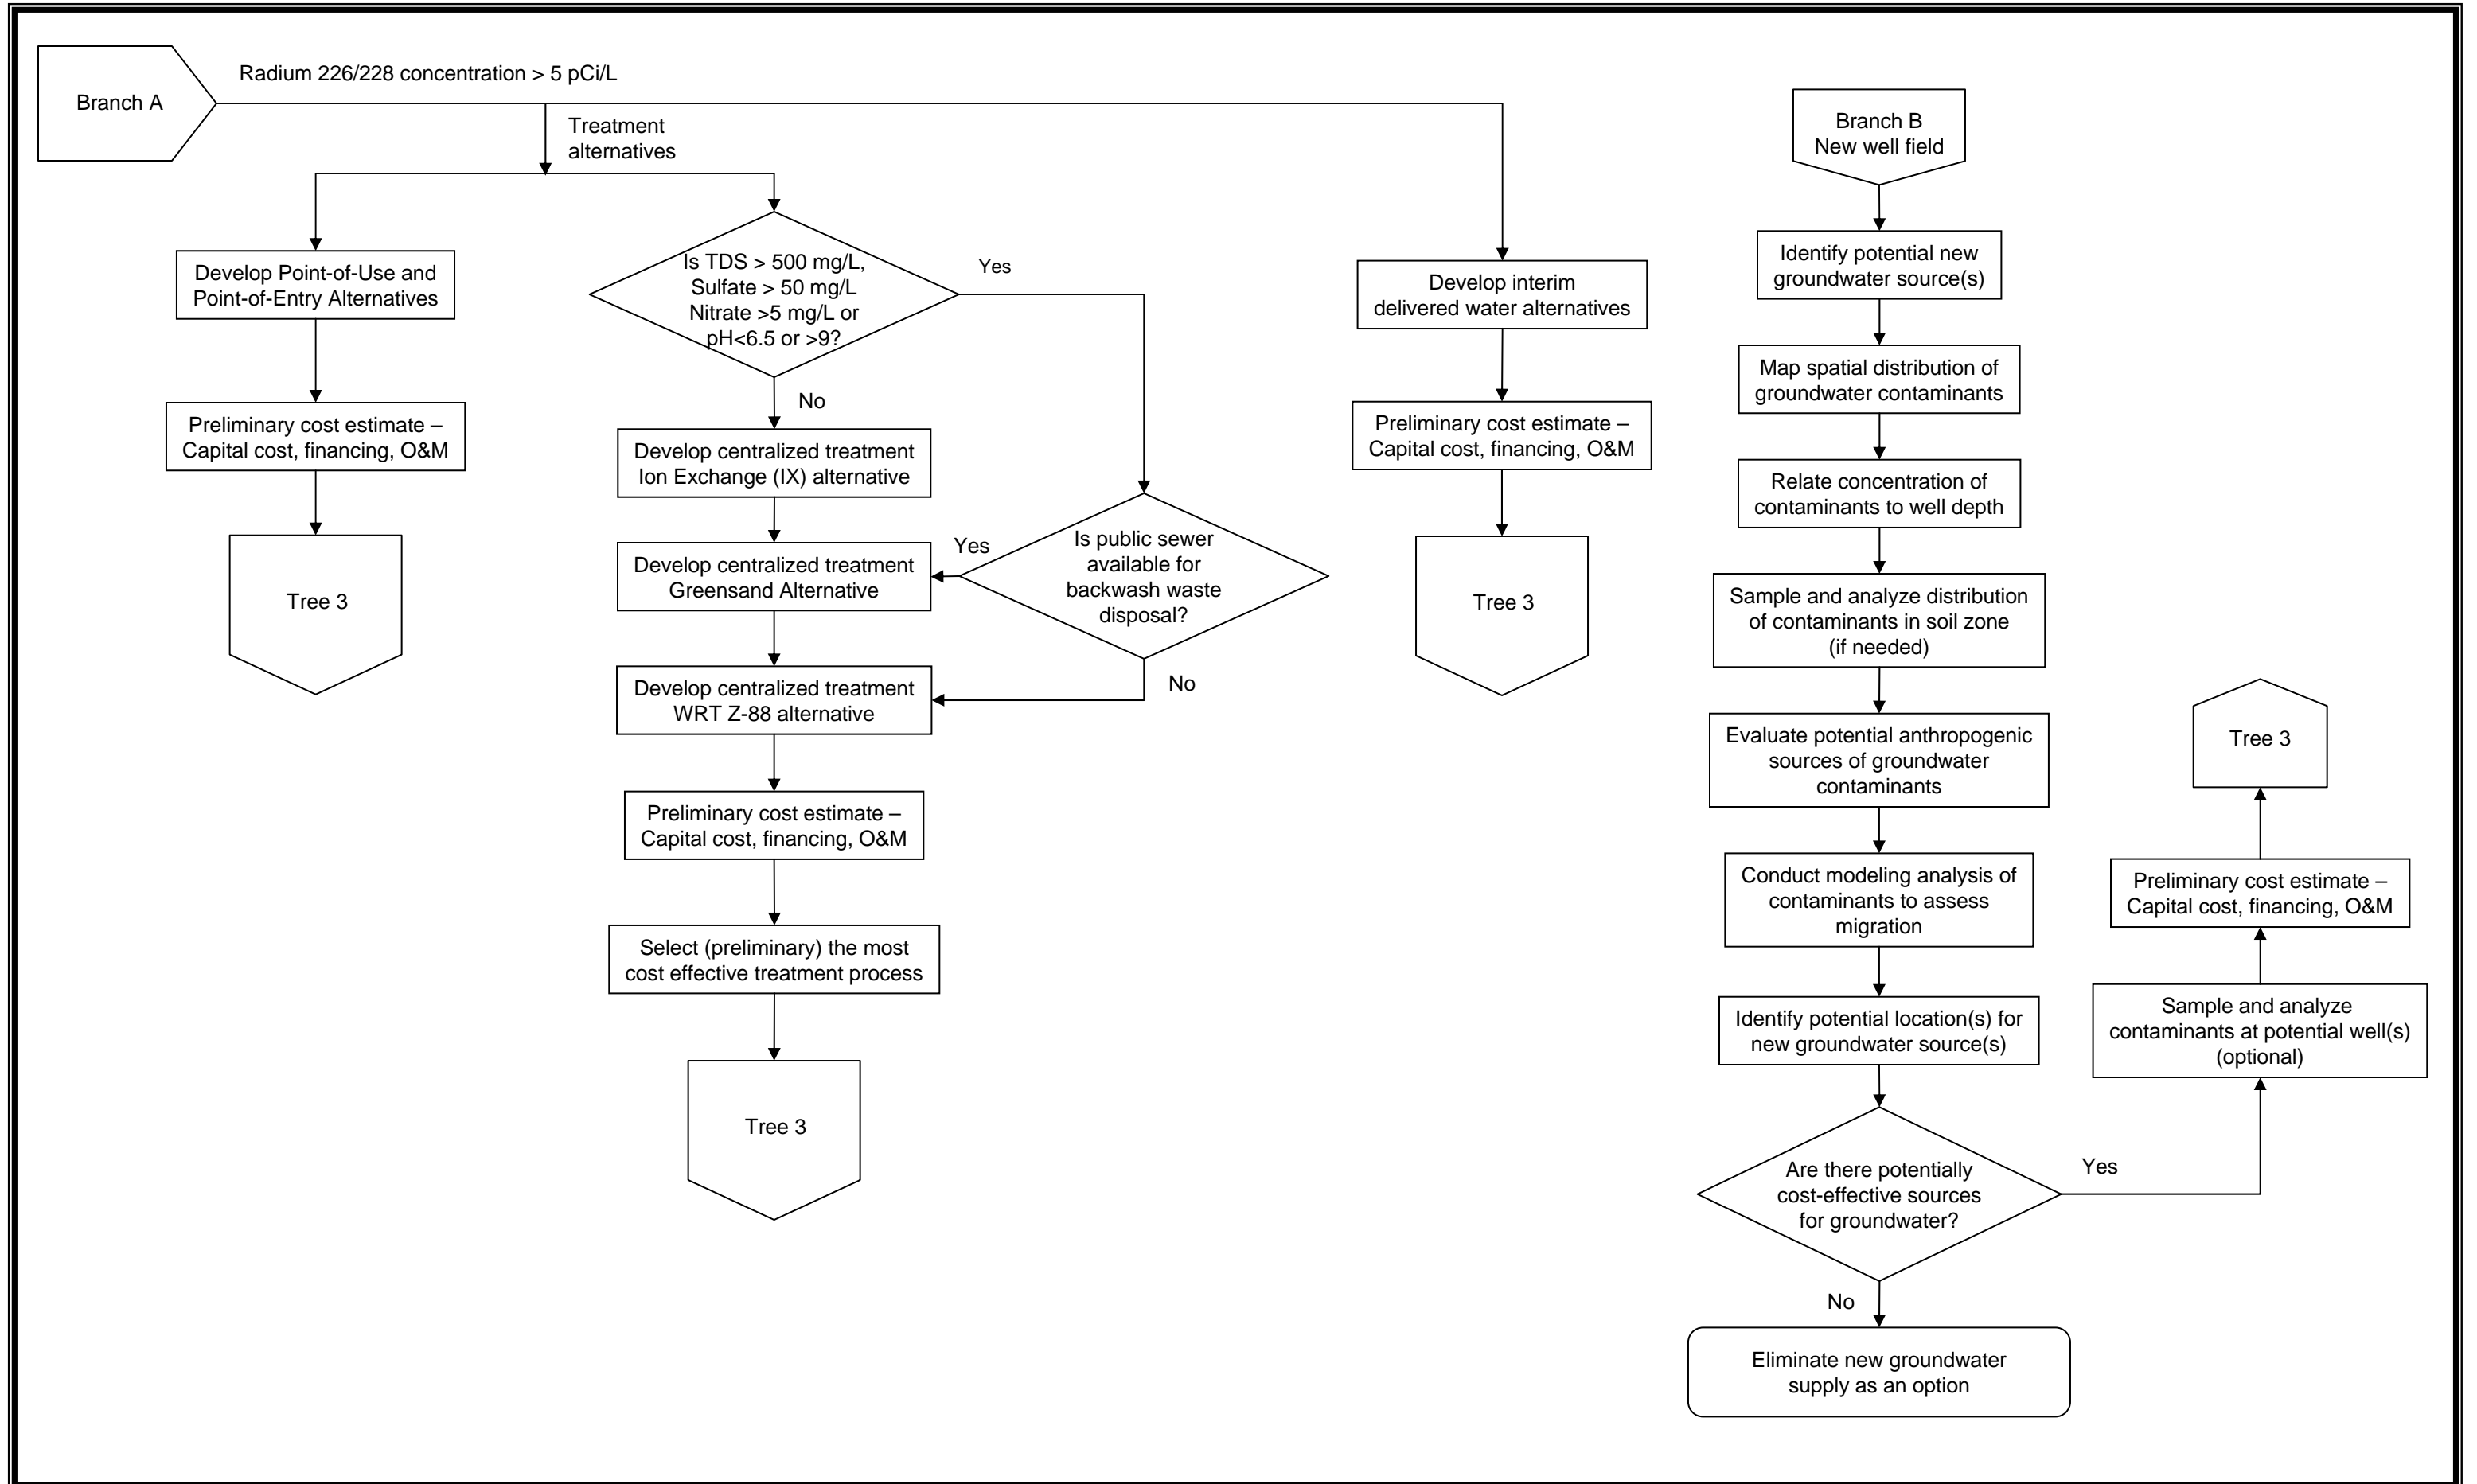 Branch A
Radium 226/228 concentration > 5 pCi/L
Treatment
alternatives
Develop Point-of-Use and
Point-of-Entry Alternatives
Preliminary cost estimate –
Capital cost, financing, O&M
Tree 3
Is TDS > 500 mg/L,
Sulfate > 50 mg/L
Nitrate >5 mg/L or
pH<6.5 or >9?
Yes
No
Develop centralized treatment
Ion Exchange (IX) alternative
Develop centralized treatment
Greensand Alternative
Yes
Is public sewer
available for
backwash waste
disposal?
No
Develop centralized treatment
WRT Z-88 alternative
Preliminary cost estimate –
Capital cost, financing, O&M
Select (preliminary) the most
cost effective treatment process
Tree 3
Develop interim
delivered water alternatives
Preliminary cost estimate –
Capital cost, financing, O&M
Tree 3
Branch B
New well field
Identify potential new
groundwater source(s)
Map spatial distribution of
groundwater contaminants
Relate concentration of
contaminants to well depth
Sample and analyze distribution
of contaminants in soil zone
(if needed)
Evaluate potential anthropogenic
sources of groundwater
contaminants
Conduct modeling analysis of
contaminants to assess
migration
Identify potential location(s) for
new groundwater source(s)
Are there potentially
cost-effective sources
for groundwater?
Yes
No
Eliminate new groundwater
supply as an option
Sample and analyze
contaminants at potential well(s)
(optional)
Preliminary cost estimate –
Capital cost, financing, O&M
Tree 3